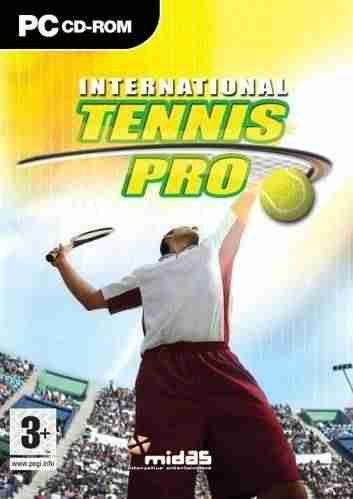 PC CD-ROM
INTERNATIONAL
TENNIS
PRO
3+
www.pegi.info
midas
interactive entertainment